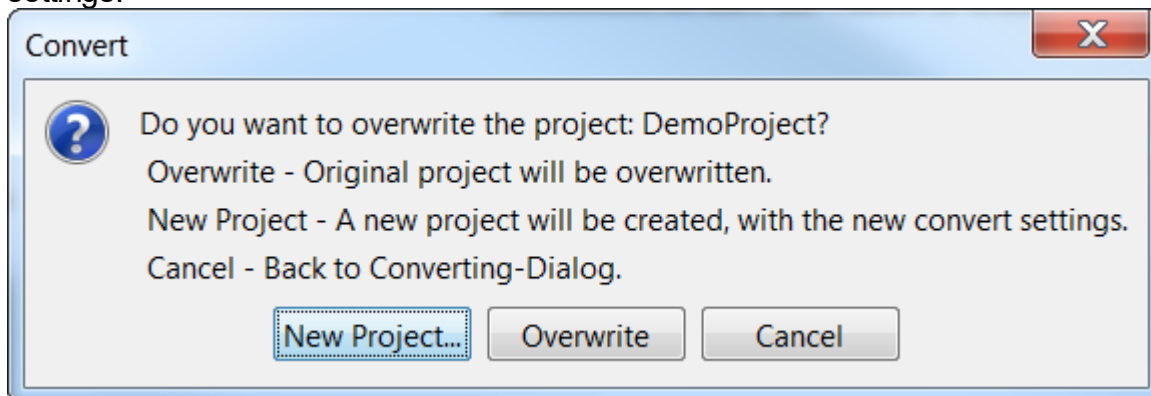 settings.
Convert
Do you want to overwrite the project: DemoProject?
Overwrite - Original project will be overwritten.
New Project - A new project will be created, with the new convert settings.
Cancel - Back to Converting-Dialog.
New Project... Overwrite Cancel